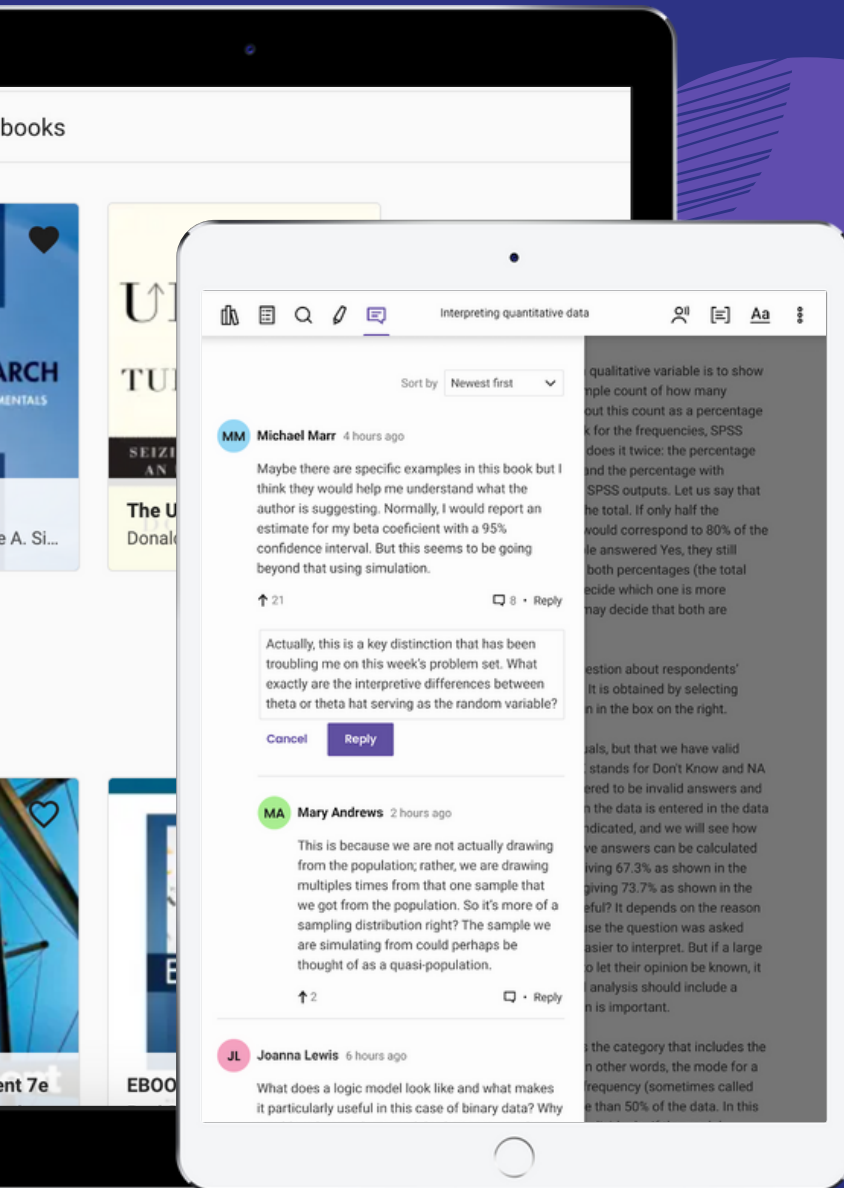 books
ARCH
MENTALS
e A. Si...
The U
Donal
ent 7e
EBOO
Interpreting quantitative data
Aa
Sort by Newest first
MM Michael Marr 4 hours ago
Maybe there are specific examples in this book but I
think they would help me understand what the
author is suggesting. Normally, I would report an
estimate for my beta coeficient with a 95%
confidence interval. But this seems to be going
beyond that using simulation.
21
8 • Reply
Actually, this is a key distinction that has been
troubling me on this week's problem set. What
exactly are the interpretive differences between
theta or theta hat serving as the random variable?
Cancel Reply
MA Mary Andrews 2 hours ago
This is because we are not actually drawing
from the population; rather, we are drawing
multiples times from that one sample that
we got from the population. So it's more of a
sampling distribution right? The sample we
are simulating from could perhaps be
thought of as a quasi-population.
2
• Reply
JL Joanna Lewis 6 hours ago
What does a logic model look like and what makes
it particularly useful in this case of binary data? Why
qualitative variable is to show
mple count of how many
out this count as a percentage
k for the frequencies, SPSS
does it twice: the percentage
and the percentage with
SPSS outputs. Let us say that
he total. If only half the
would correspond to 80% of the
le answered Yes, they still
both percentages (the total
ecide which one is more
may decide that both are
estion about respondents'
It is obtained by selecting
n in the box on the right.
uals, but that we have valid
stands for Don't Know and NA
ered to be invalid answers and
n the data is entered in the data
ndicated, and we will see how
ve answers can be calculated
iving 67.3% as shown in the
giving 73.7% as shown in the
eful? It depends on the reason
use the question was asked
asier to interpret. But if a large
o let their opinion be known, it
analysis should include a
n is important.
the category that includes the
n other words, the mode for a
frequency (sometimes called
e than 50% of the data. In this